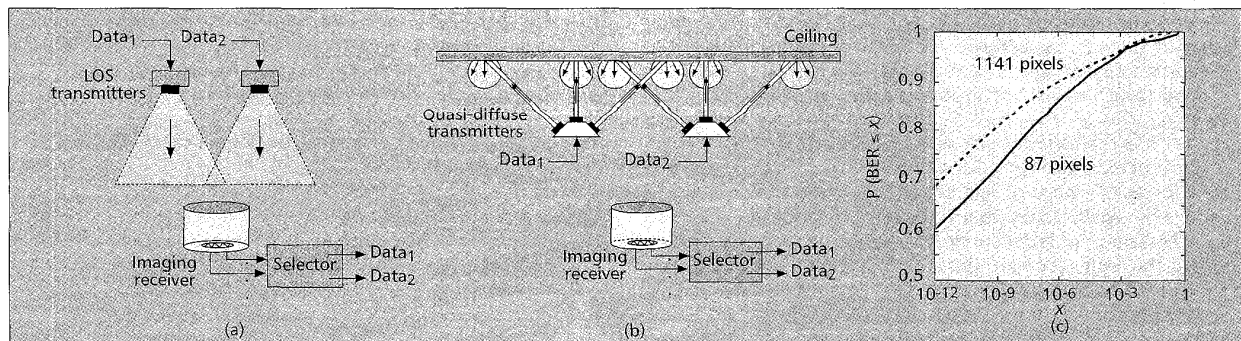 Data1 Data2
LOS
transmitters
Imaging
receiver
Selector
Data1
Data2
(a)
Ceiling
Quasi-diffuse
transmitters
Data1 Data2
Imaging
receiver
Selector
Data1
Data2
(b)
P (BER ≤ x)
1
0.9
0.8
0.7
0.6
0.5
1141 pixels
87 pixels
10-12 10-9 10-6 10-3 1
x
(c)